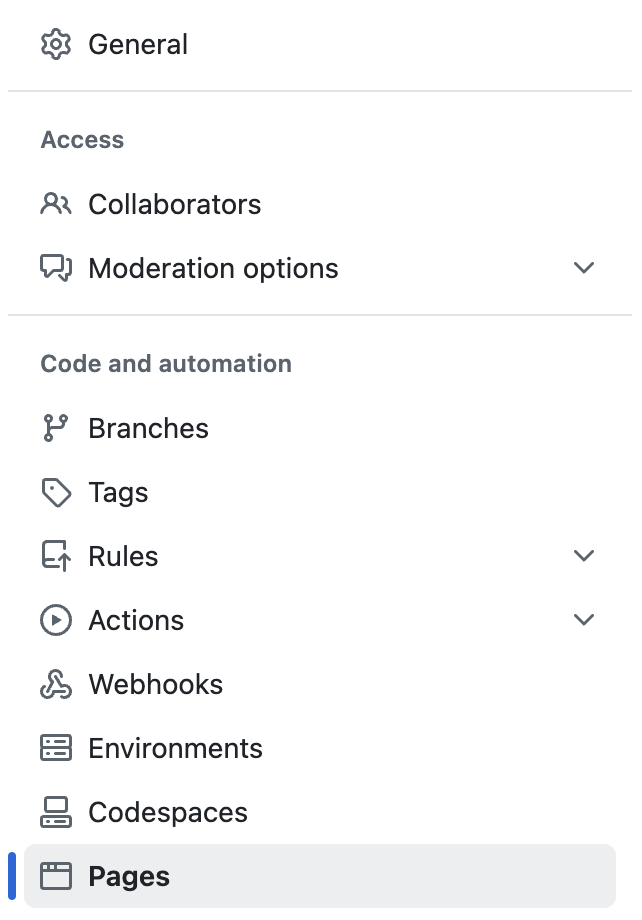 General
Access
Collaborators
Moderation options
Code and automation
Branches
Tags
Rules
Actions
Webhooks
Environments
Codespaces
Pages